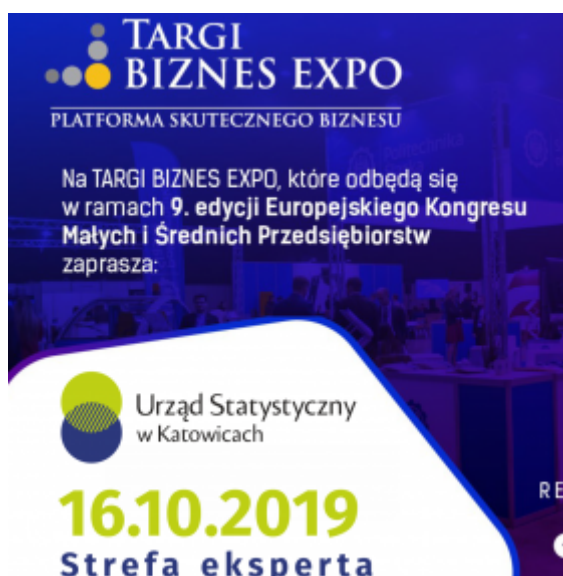 TARGI
BIZNES EXPO
PLATFORMA SKUTECZNEGO BIZNESU
Na TARGI BIZNES EXPO, które odbędą się
w ramach 9. edycji Europejskiego Kongresu
Małych i Średnich Przedsiębiorstw
zaprasza:
Urząd Statystyczny
w Katowicach
RE
16.10.2019
Strefa eksperta